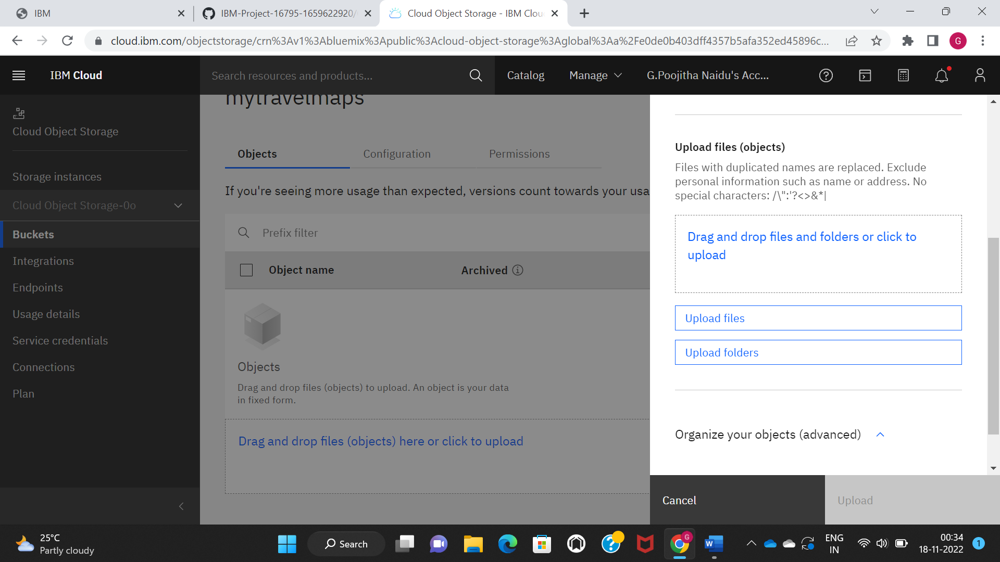 IBM
IBM-Project-16795-1659622920/
Cloud Object Storage - IBM Clou
cloud.ibm.com/objectstorage/crn%3Av1%3Abluemix%3Apublic%3Acloud-object-storage%3Aglobal%3Aa%2Fe0de0b403dff4357b5afa352ed45896c...
G
IBM Cloud
Search resources and products...
Catalog
Manage
G.Poojitha Naidu's Acc...
Cloud Object Storage
Storage instances
Cloud Object Storage-0o
Buckets
Integrations
Endpoints
Usage details
Service credentials
Connections
Plan
mytravelmaps
Objects
Configuration
Permissions
If you're seeing more usage than expected, versions count towards your usa
Prefix filter
Object name
Archived
Objects
Drag and drop files (objects) to upload. An object is your data
in fixed form.
Drag and drop files (objects) here or click to upload
Upload files (objects)
Files with duplicated names are replaced. Exclude
personal information such as name or address. No
special characters: /\":'?<>&*|
Drag and drop files and folders or click to
upload
Upload files
Upload folders
Organize your objects (advanced)
Cancel
Upload
25°C
Partly cloudy
Search
G
W
ENG
IN
00:34
18-11-2022
1